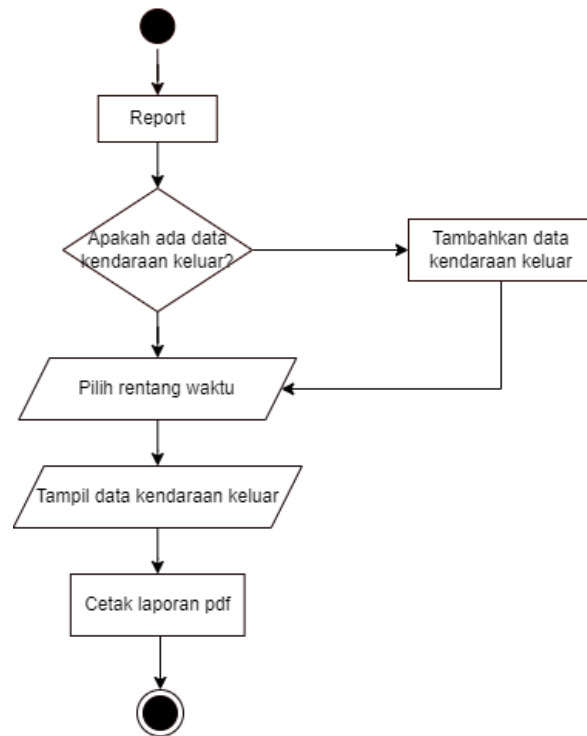 Report
Apakah ada data
kendaraan keluar?
Tambahkan data
kendaraan keluar
Pilih rentang waktu
Tampil data kendaraan keluar
Cetak laporan pdf